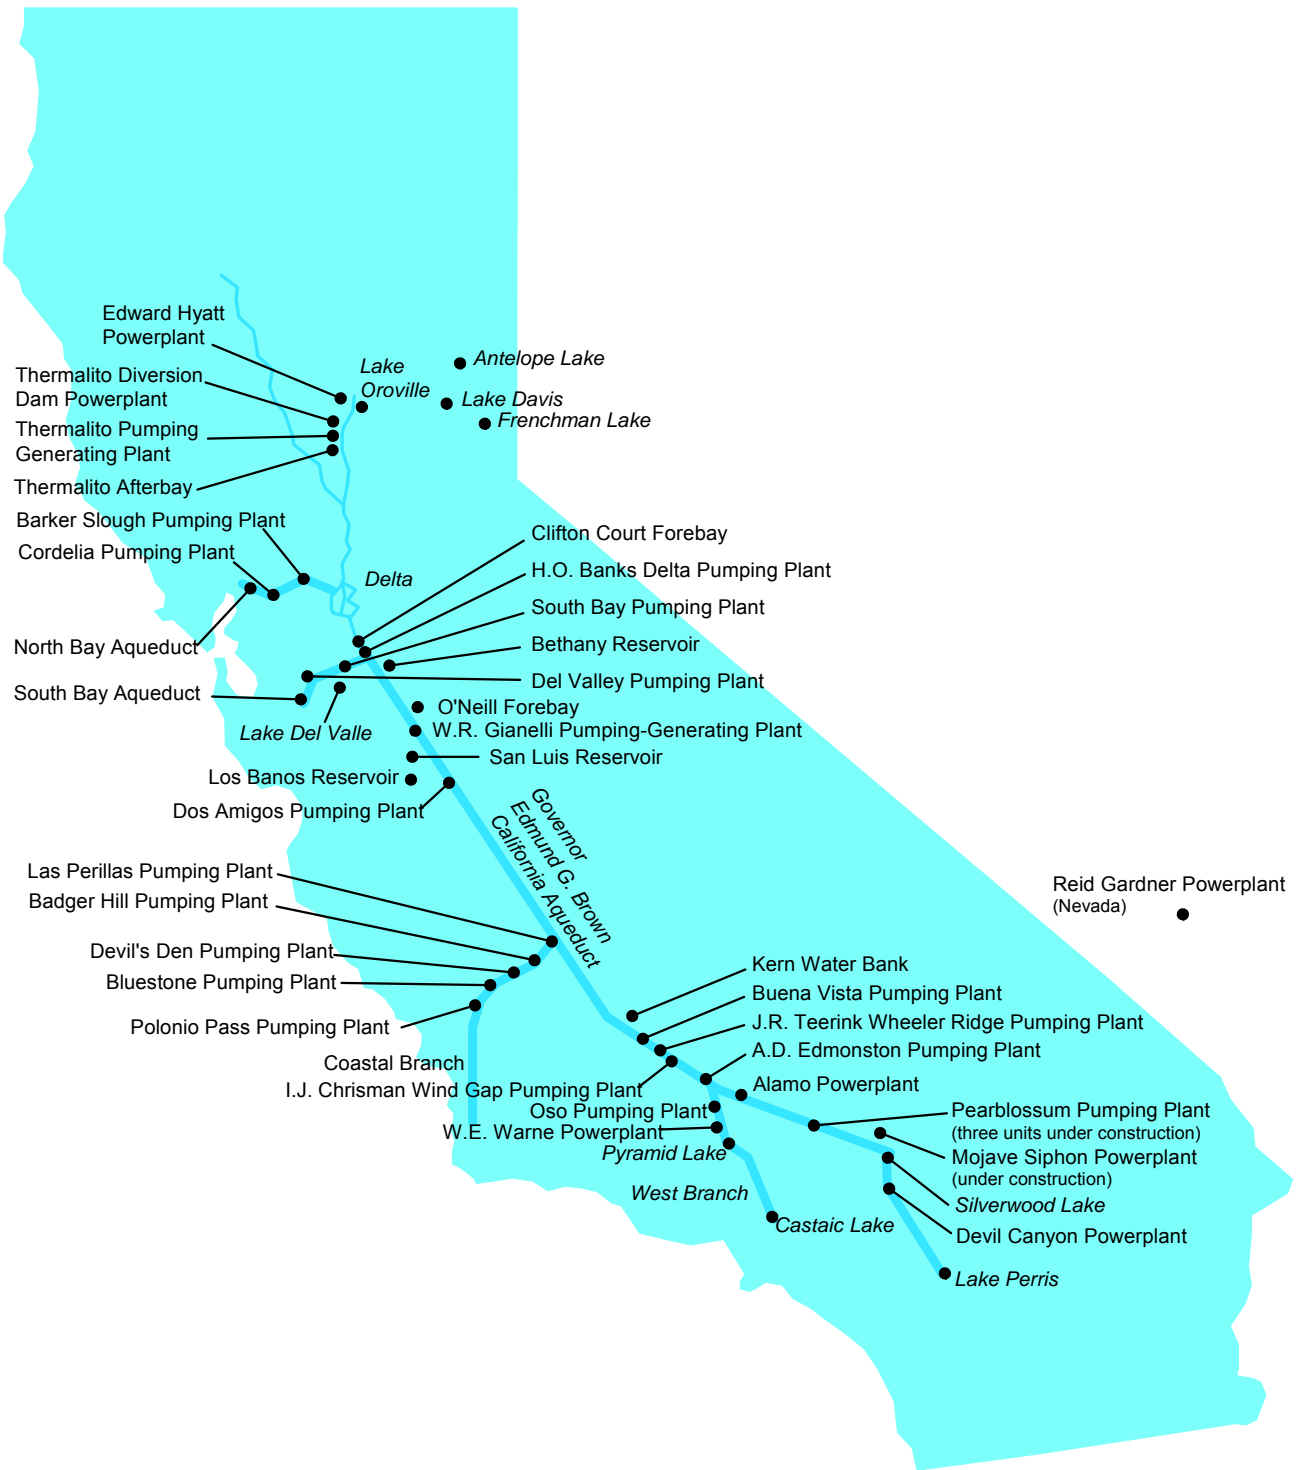 Edward Hyatt
Powerplant
Lake
Oroville
Antelope Lake
Thermalito Diversion
Dam Powerplant
Lake Davis
Frenchman Lake
Thermalito Pumping
Generating Plant
Thermalito Afterbay
Barker Slough Pumping Plant
Cordelia Pumping Plant
Clifton Court Forebay
H.O. Banks Delta Pumping Plant
Delta
South Bay Pumping Plant
North Bay Aqueduct
Bethany Reservoir
Del Valley Pumping Plant
South Bay Aqueduct
O'Neill Forebay
Lake Del Valle
W.R. Gianelli Pumping-Generating Plant
San Luis Reservoir
Los Banos Reservoir
Dos Amigos Pumping Plant
Governor
Edmund G. Brown
California Aqueduct
Las Perillas Pumping Plant
Badger Hill Pumping Plant
Reid Gardner Powerplant
(Nevada)
Devil's Den Pumping Plant
Bluestone Pumping Plant
Polonio Pass Pumping Plant
Kern Water Bank
Buena Vista Pumping Plant
J.R. Teerink Wheeler Ridge Pumping Plant
A.D. Edmonston Pumping Plant
Coastal Branch
I.J. Chrisman Wind Gap Pumping Plant
Alamo Powerplant
Oso Pumping Plant
W.E. Warne Powerplant
Pyramid Lake
Pearblossum Pumping Plant
(three units under construction)
Mojave Siphon Powerplant
(under construction)
West Branch
Silverwood Lake
Castaic Lake
Devil Canyon Powerplant
Lake Perris